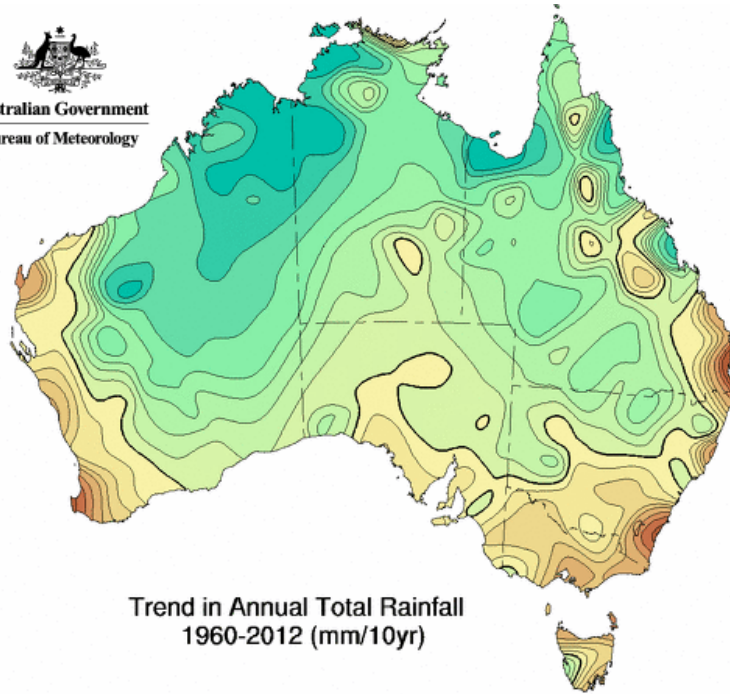 tralian Government
reau of Meteorology
Trend in Annual Total Rainfall
1960-2012 (mm/10yr)